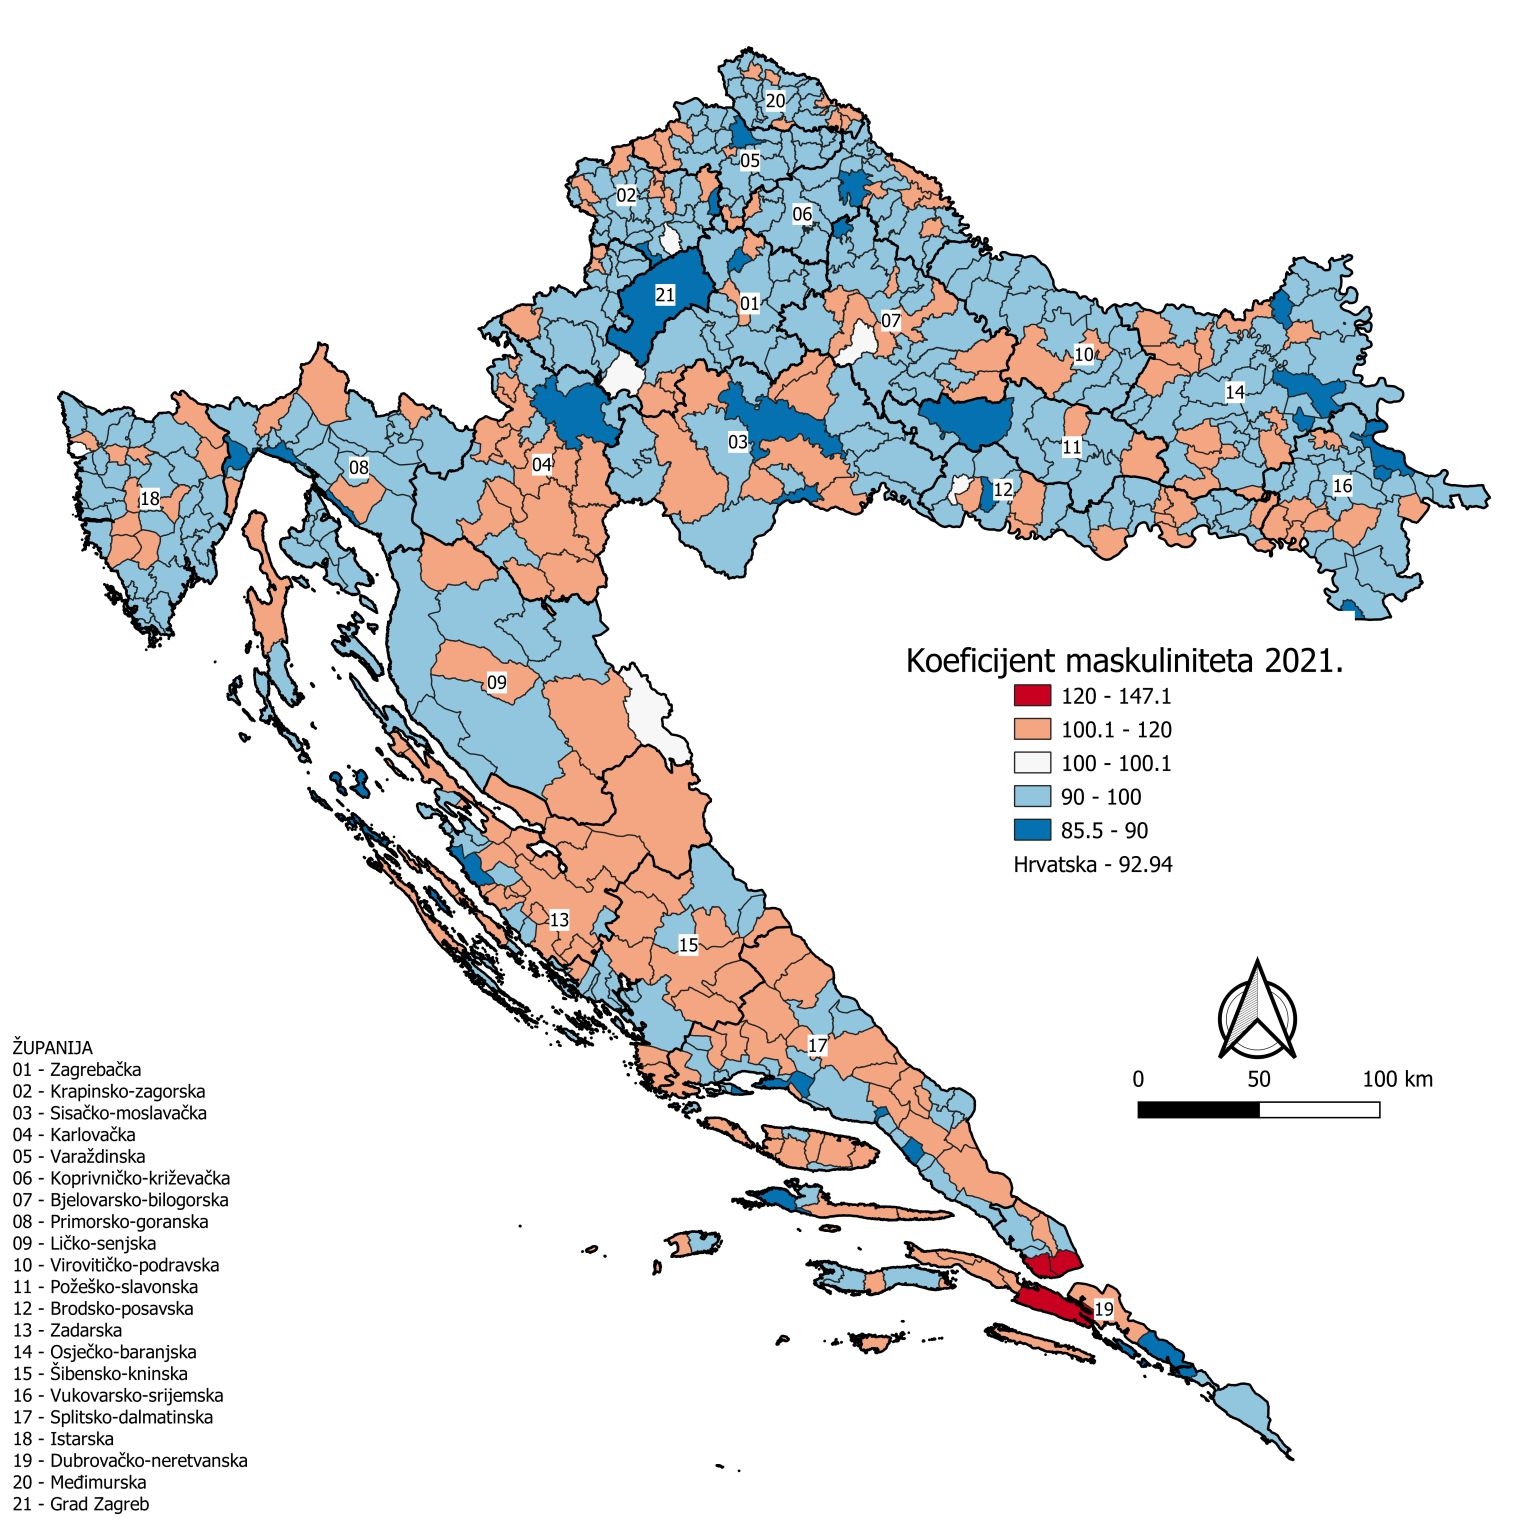 20
05
02
06
21
01
07
10
14
03
11
04
08
18
12
16
09
13
15
17
19
Koeficijent maskuliniteta 2021.
120 - 147.1
100.1 - 120
100 - 100.1
90 - 100
85.5 - 90
Hrvatska - 92.94
0 50 100 km
ŽUPANIJA
01 - Zagrebačka
02 - Krapinsko-zagorska
03 - Sisačko-moslavačka
04 - Karlovačka
05 - Varaždinska
06 - Koprivničko-križevačka
07 - Bjelovarsko-bilogorska
08 - Primorsko-goranska
09 - Ličko-senjska
10 - Virovitičko-podravska
11 - Požeško-slavonska
12 - Brodsko-posavska
13 - Zadarska
14 - Osječko-baranjska
15 - Šibensko-kninska
16 - Vukovarsko-srijemska
17 - Splitsko-dalmatinska
18 - Istarska
19 - Dubrovačko-neretvanska
20 - Međimurska
21 - Grad Zagreb